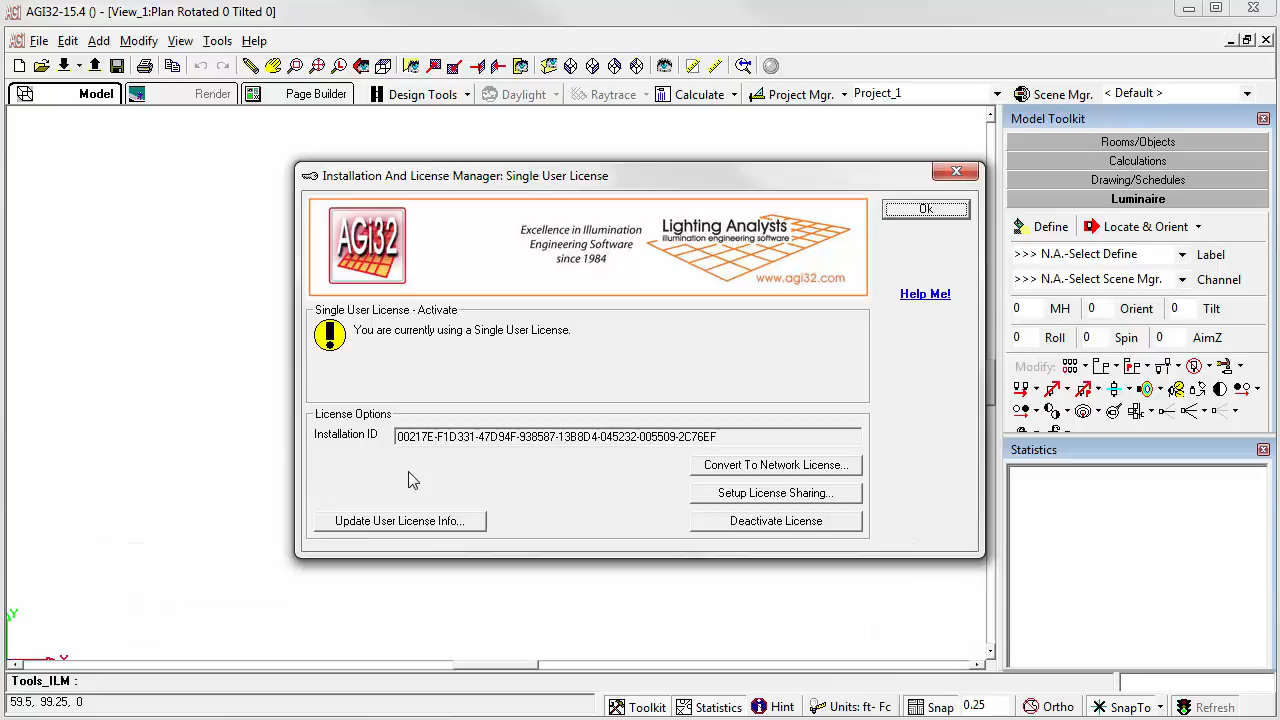 AGI32-15.4 () - [View_1:Plan Rotated 0 Tilted 0]
AGI File Edit Add Modify View Tools Help
Model Render Page Builder Design Tools Daylight Raytrace Calculate Project Mgr. Project_1 Scene Mgr. < Default >
Model Toolkit
Rooms/Objects
Calculations
Drawing/Schedules
Luminaire
Define Locate & Orient
>>> N.A.-Select Define Label
>>> N.A.-Select Scene Mgr. Channel
0 MH 0 Orient 0 Tilt
0 Roll 0 Spin 0 AimZ
Modify:
Statistics
Installation And License Manager: Single User License
AGI32
Excellence in Illumination
Engineering Software
since 1984
Lighting Analysts
illumination engineering software
www.agi32.com
Ok
Help Me!
Single User License - Activate
You are currently using a Single User License.
License Options
Installation ID 00217E-F1D331-47D94F-938587-13B8D4-045232-005509-2C76EF
Convert To Network License...
Setup License Sharing...
Update User License Info... Deactivate License
Y
X
Tools_ILM :
59.5, 99.25, 0
Toolkit Statistics Hint Units: ft- Fc Snap 0.25 Ortho SnapTo Refresh